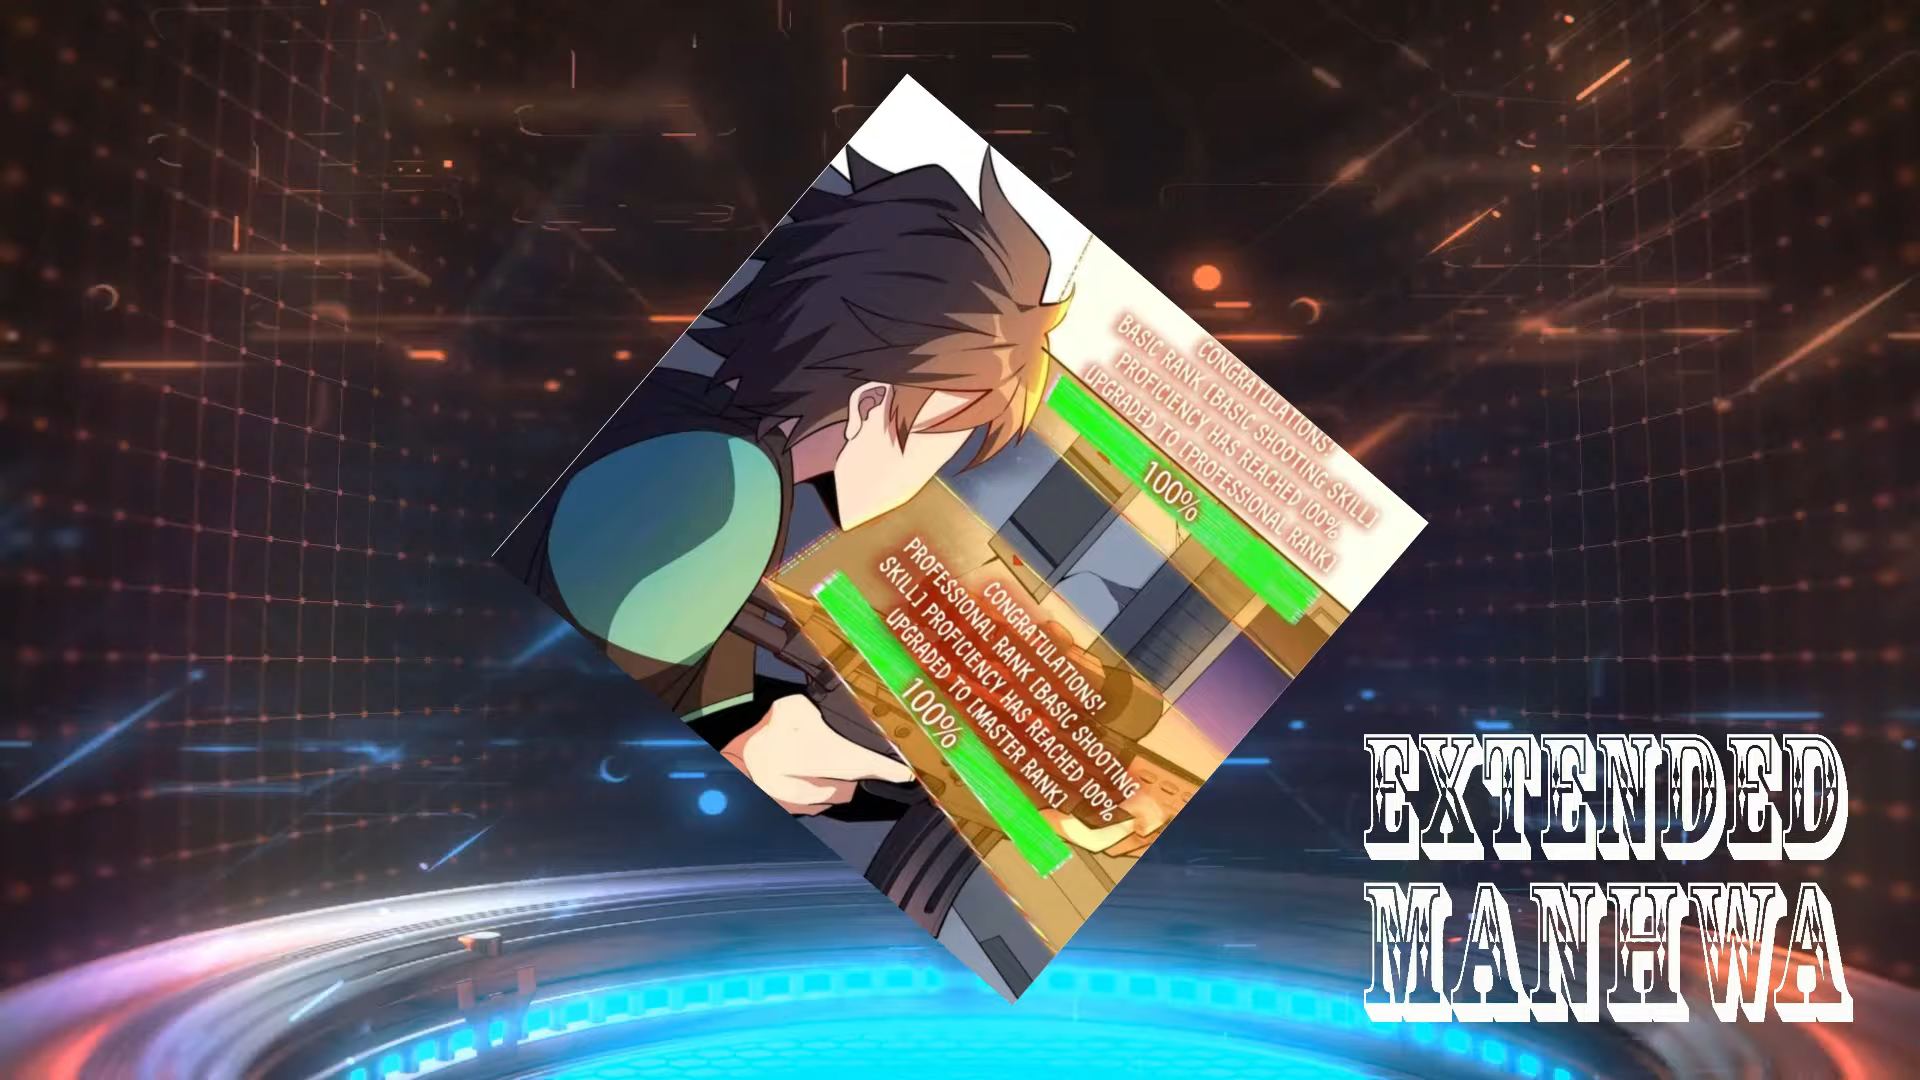 CONGRATULATIONS!
BASIC RANK [BASIC SHOOTING SKILL]
PROFICIENCY HAS REACHED 100%
UPGRADED TO [PROFESSIONAL RANK]
100%
CONGRATULATIONS!
PROFESSIONAL RANK [BASIC SHOOTING
SKILL] PROFICIENCY HAS REACHED 100%
UPGRADED TO [MASTER RANK]
100%
EXTENDED
MANHWA